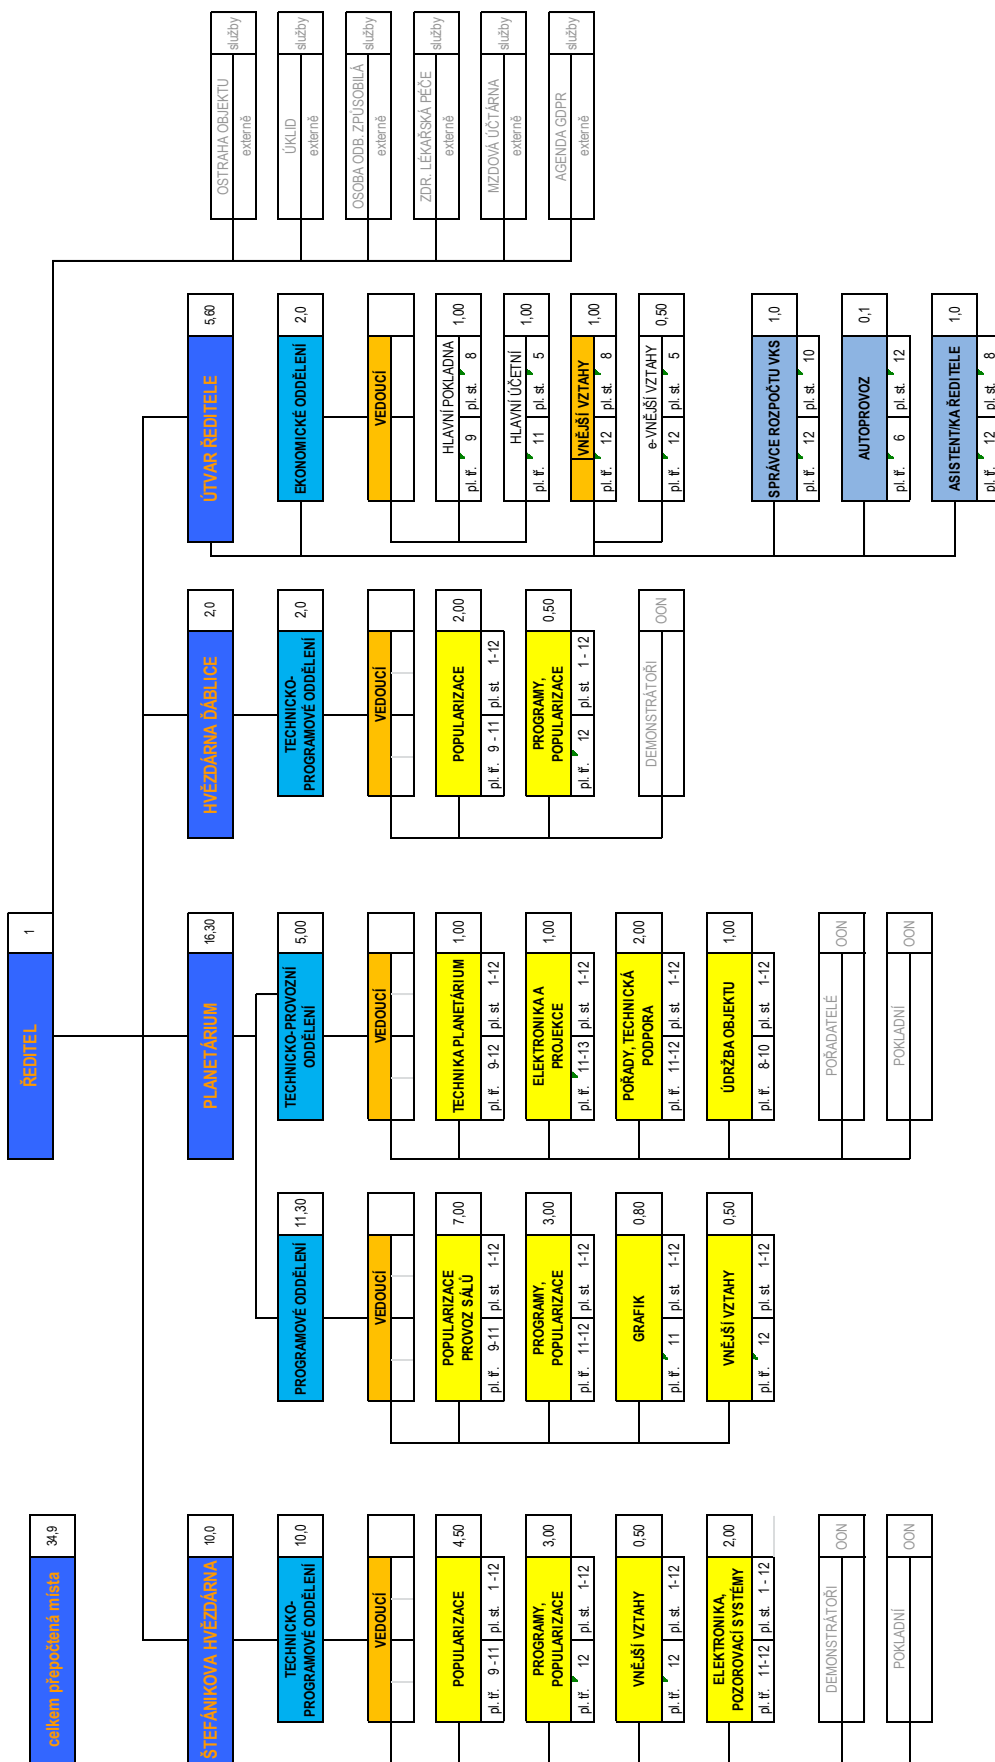 celkem přepočtená místa 34,9
ŘEDITEL 1
ŠTEFÁNIKOVA HVĚZDÁRNA 10,0
TECHNICKO-
PROGRAMOVÉ ODDĚLENÍ 10,0
VEDOUCÍ
POPULARIZACE 4,50
pl. tř. 9 -11 pl. st. 1 -12
PROGRAMY,
POPULARIZACE 3,00
pl. tř. 12 pl. st. 1-12
VNĚJŠÍ VZTAHY 0,50
pl. tř. 12 pl. st. 1-12
ELEKTRONIKA,
POZOROVACÍ SYSTÉMY 2,00
pl. tř. 11-12 pl. st. 1 - 12
DEMONSTRÁTOŘI OON
POKLADNÍ OON
PLANETÁRIUM 16,30
PROGRAMOVÉ ODDĚLENÍ 11,30
VEDOUCÍ
POPULARIZACE
PROVOZ SÁLŮ 7,00
pl. tř. 9-11 pl. st 1-12
PROGRAMY,
POPULARIZACE 3,00
pl. tř. 11-12 pl. st 1-12
GRAFIK 0,80
pl. tř. 11 pl. st 1-12
VNĚJŠÍ VZTAHY 0,50
pl. tř. 12 pl. st 1-12
TECHNICKO-PROVOZNÍ
ODDĚLENÍ 5,00
VEDOUCÍ
TECHNIKA PLANETÁRIUM 1,00
pl. tř. 9-12 pl. st 1-12
ELEKTRONIKA A
PROJEKCE 1,00
pl. tř. 11-13 pl. st 1-12
POŘADY, TECHNICKÁ
PODPORA 2,00
pl. tř. 11-12 pl. st 1-12
ÚDRŽBA OBJEKTU 1,00
pl. tř. 8-10 pl. st 1-12
POŘADATELÉ OON
POKLADNÍ OON
HVĚZDÁRNA ĎÁBLICE 2,0
TECHNICKO-
PROGRAMOVÉ ODDĚLENÍ 2,0
VEDOUCÍ
POPULARIZACE 2,00
pl. tř. 9 - 11 pl. st 1-12
PROGRAMY,
POPULARIZACE 0,50
pl. tř. 12 pl. st 1 - 12
DEMONSTRÁTOŘI OON
ÚTVAR ŘEDITELE 5,60
EKONOMICKÉ ODDĚLENÍ 2,0
VEDOUCÍ
HLAVNÍ POKLADNA 1,00
pl. tř. 9 pl. st. 8
HLAVNÍ ÚČETNÍ 1,00
pl. tř. 11 pl. st. 5
VNĚJŠÍ VZTAHY 1,00
pl. tř. 12 pl. st. 8
e-VNĚJŠÍ VZTAHY 0,50
pl. tř. 12 pl. st. 5
SPRÁVCE ROZPOČTU VKS 1,0
pl. tř. 12 pl. st. 10
AUTOPROVOZ 0,1
pl. tř. 6 pl. st. 12
ASISTENT/KA ŘEDITELE 1,0
pl. tř. 12 pl. st. 8
OSTRAHA OBJEKTU služby
externě
ÚKLID služby
externě
OSOBA ODB. ZPŮSOBILÁ služby
externě
ZDR. LÉKAŘSKÁ PÉČE služby
externě
MZDOVÁ ÚČTÁRNA služby
externě
AGENDA GDPR služby
externě